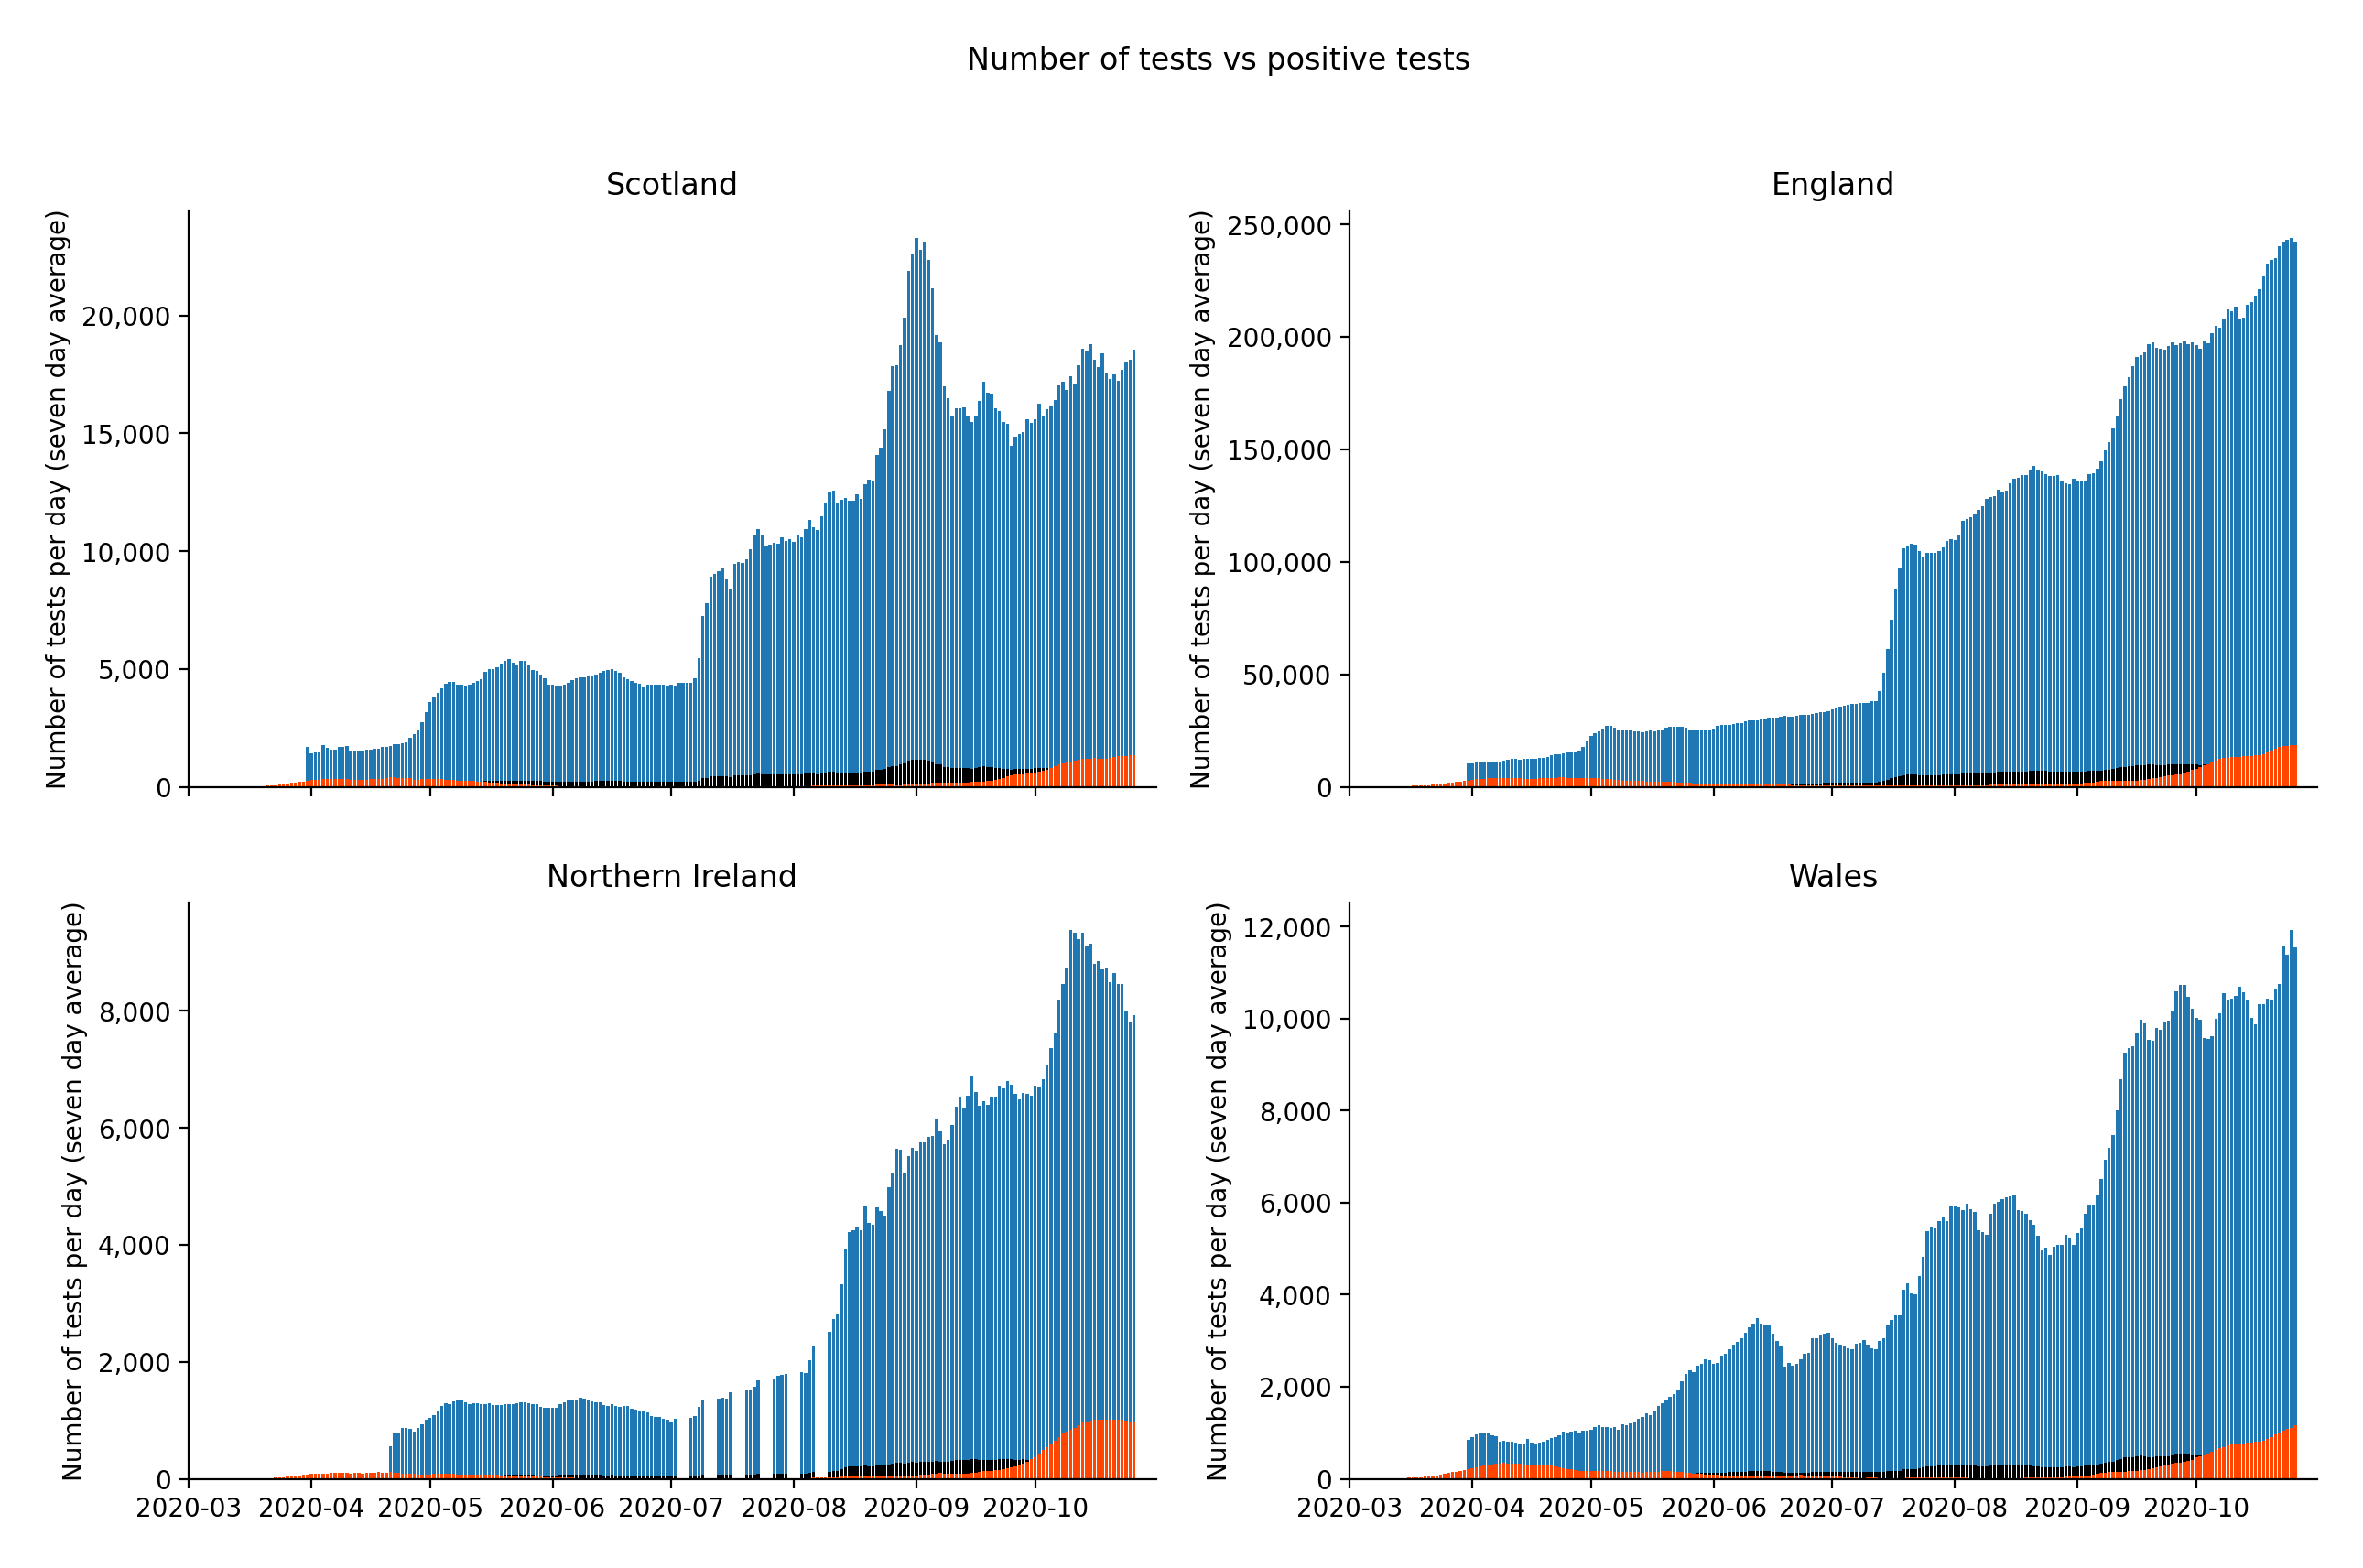 Number of tests vs positive tests
Scotland
Number of tests per day (seven day average)
20,000
15,000
10,000
5,000
0
England
Number of tests per day (seven day average)
250,000
200,000
150,000
100,000
50,000
0
Northern Ireland
Number of tests per day (seven day average)
8,000
6,000
4,000
2,000
0
2020-03 2020-04 2020-05 2020-06 2020-07 2020-08 2020-09 2020-10
Wales
Number of tests per day (seven day average)
12,000
10,000
8,000
6,000
4,000
2,000
0
2020-03 2020-04 2020-05 2020-06 2020-07 2020-08 2020-09 2020-10